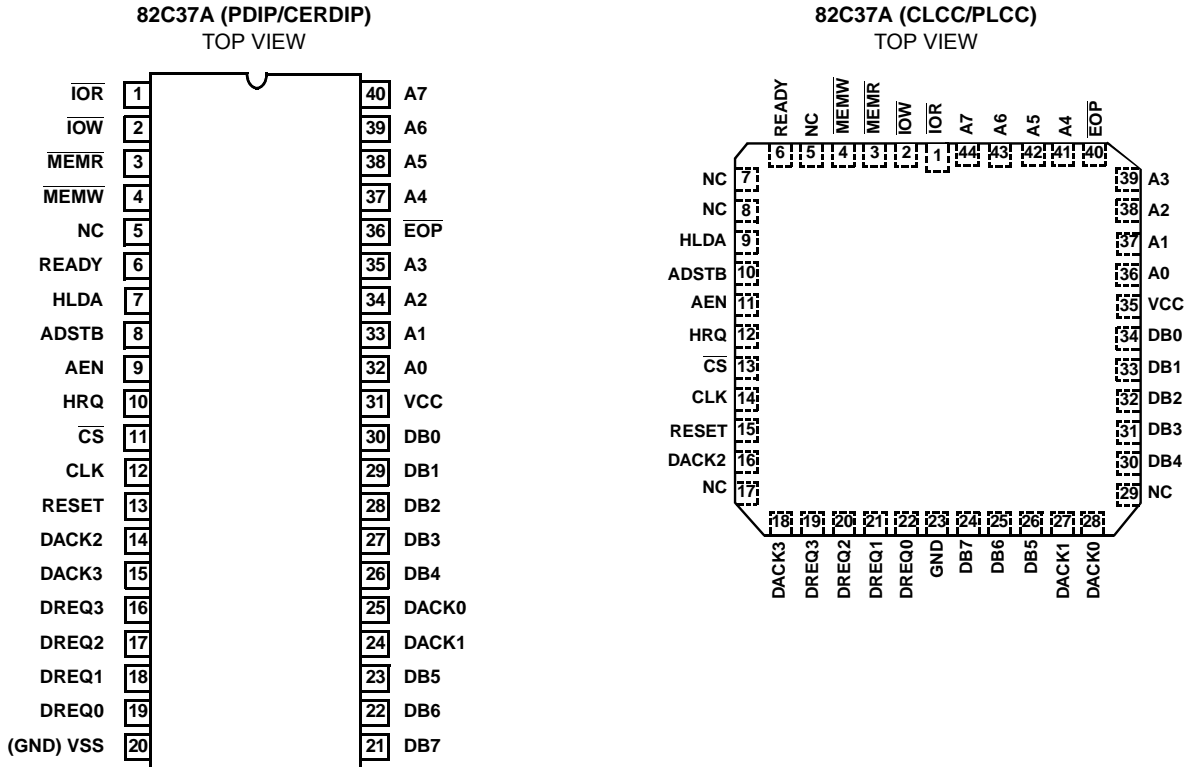 82C37A (PDIP/CERDIP)
TOP VIEW
IOR 1
IOW 2
MEMR 3
MEMW 4
NC 5
READY 6
HLDA 7
ADSTB 8
AEN 9
HRQ 10
CS 11
CLK 12
RESET 13
DACK2 14
DACK3 15
DREQ3 16
DREQ2 17
DREQ1 18
DREQ0 19
(GND) VSS 20
40 A7
39 A6
38 A5
37 A4
36 EOP
35 A3
34 A2
33 A1
32 A0
31 VCC
30 DB0
29 DB1
28 DB2
27 DB3
26 DB4
25 DACK0
24 DACK1
23 DB5
22 DB6
21 DB7
82C37A (CLCC/PLCC)
TOP VIEW
READY NC MEMW MEMR IOW IOR A7 A6 A5 A4 EOP
6 5 4 3 2 1 44 43 42 41 40
NC 7
NC 8
HLDA 9
ADSTB 10
AEN 11
HRQ 12
CS 13
CLK 14
RESET 15
DACK2 16
NC 17
39 A3
38 A2
37 A1
36 A0
35 VCC
34 DB0
33 DB1
32 DB2
31 DB3
30 DB4
29 NC
18 19 20 21 22 23 24 25 26 27 28
DACK3 DREQ3 DREQ2 DREQ1 DREQ0 GND DB7 DB6 DB5 DACK1 DACK0